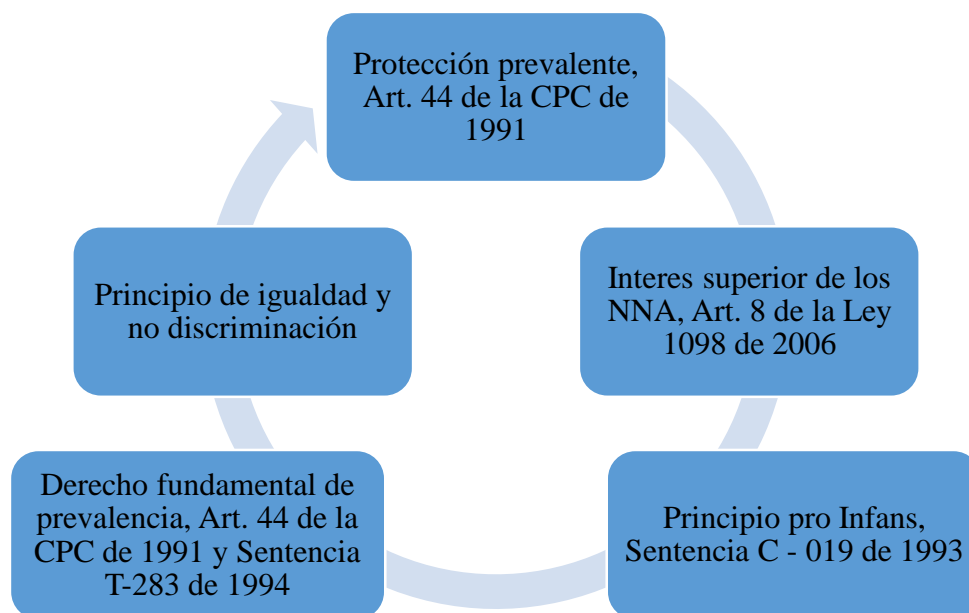 Protección prevalente,
Art. 44 de la CPC de
1991
Interes superior de los
NNA, Art. 8 de la Ley
1098 de 2006
Principio pro Infans,
Sentencia C - 019 de 1993
Derecho fundamental de
prevalencia, Art. 44 de la
CPC de 1991 y Sentencia
T-283 de 1994
Principio de igualdad y
no discriminación